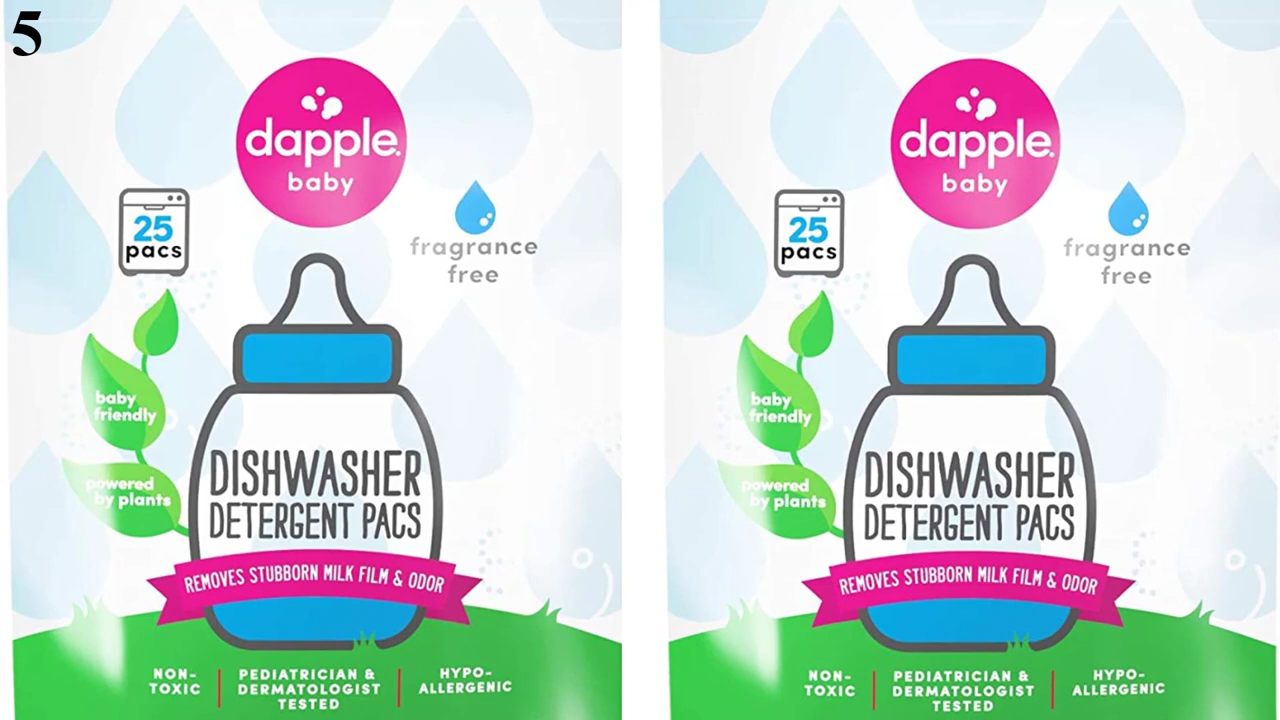 5
dapple.
baby
25
pacs
fragrance
free
baby
friendly
powered
by plants
DISHWASHER
DETERGENT PACS
REMOVES STUBBORN MILK FILM & ODOR
NON-
TOXIC
PEDIATRICIAN &
DERMATOLOGIST
TESTED
HYPO-
ALLERGENIC
dapple.
baby
25
pacs
fragrance
free
baby
friendly
powered
by plants
DISHWASHER
DETERGENT PACS
REMOVES STUBBORN MILK FILM & ODOR
NON-
TOXIC
PEDIATRICIAN &
DERMATOLOGIST
TESTED
HYPO-
ALLERGENIC